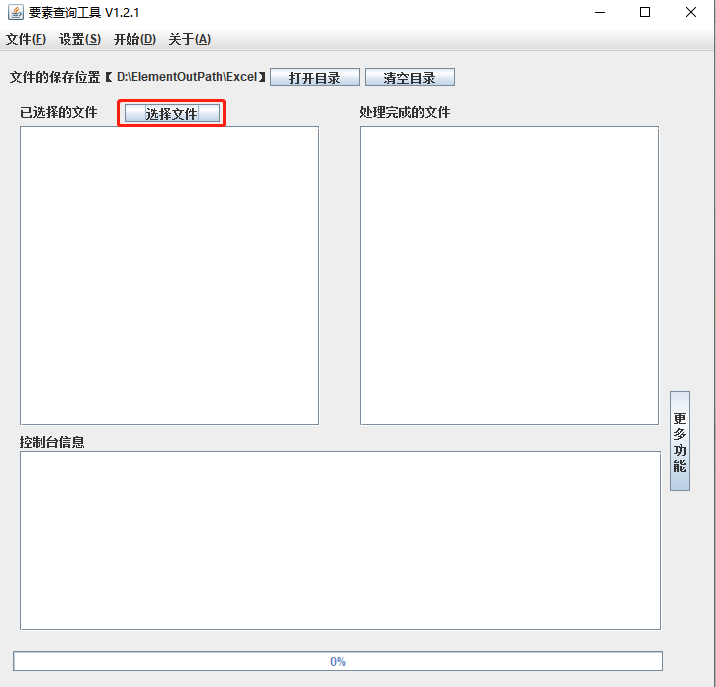 要素查询工具 V1.2.1
文件(F) 设置(S) 开始(D) 关于(A)
文件的保存位置【 D:\ElementOutPath\Excel】 打开目录 清空目录
已选择的文件 选择文件 处理完成的文件
更多功能
控制台信息
0%